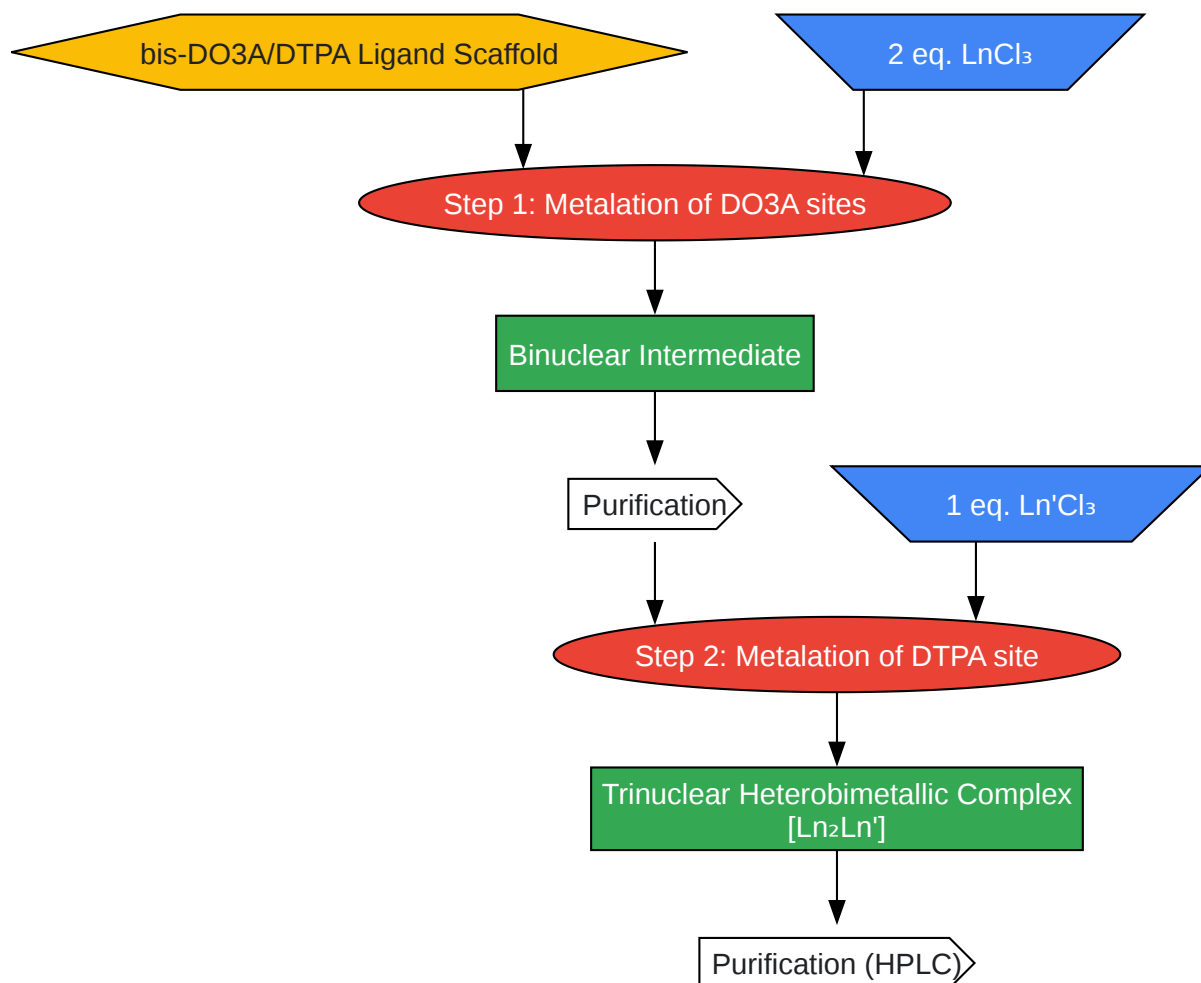 bis-DO3A/DTPA Ligand Scaffold
2 eq. LnCl₃
Step 1: Metalation of DO3A sites
Binuclear Intermediate
Purification
1 eq. Ln'Cl₃
Step 2: Metalation of DTPA site
Trinuclear Heterobimetallic Complex
[Ln₂Ln']
Purification (HPLC)